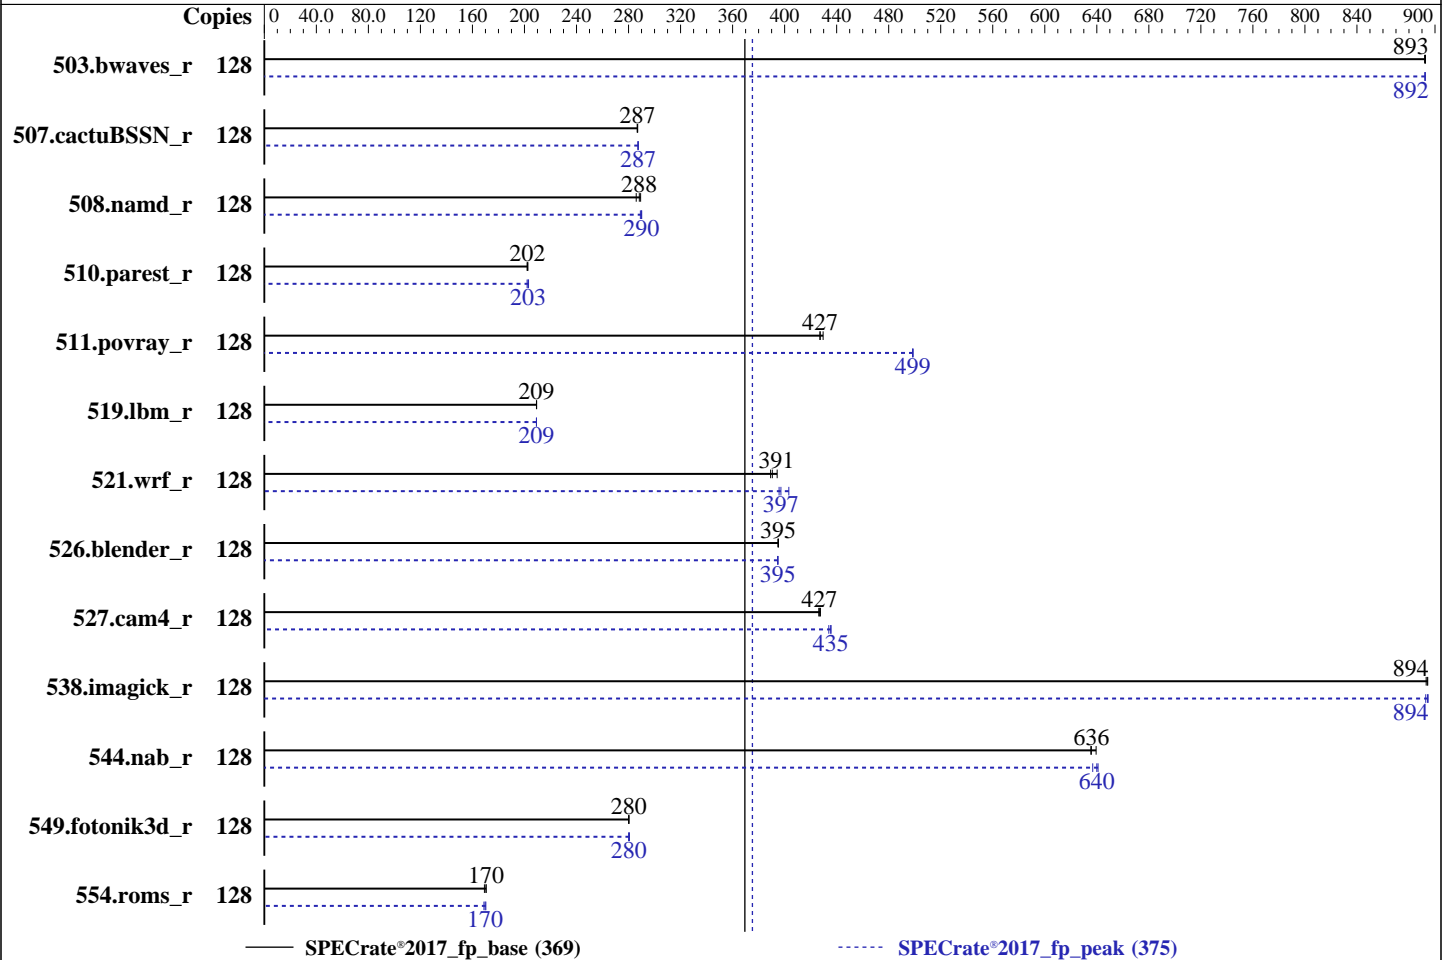 Copies 0 40.0 80.0 120 160 200 240 280 320 360 400 440 480 520 560 600 640 680 720 760 800 840 900
893
503.bwaves_r 128
892
287
507.cactuBSSN_r 128
287
288
508.namd_r 128
290
202
510.parest_r 128
203
427
511.povray_r 128
499
209
519.lbm_r 128
209
391
521.wrf_r 128
397
395
526.blender_r 128
395
427
527.cam4_r 128
435
894
538.imagick_r 128
894
636
544.nab_r 128
640
280
549.fotonik3d_r 128
280
170
554.roms_r 128
170
SPECrate®2017_fp_base (369) SPECrate®2017_fp_peak (375)